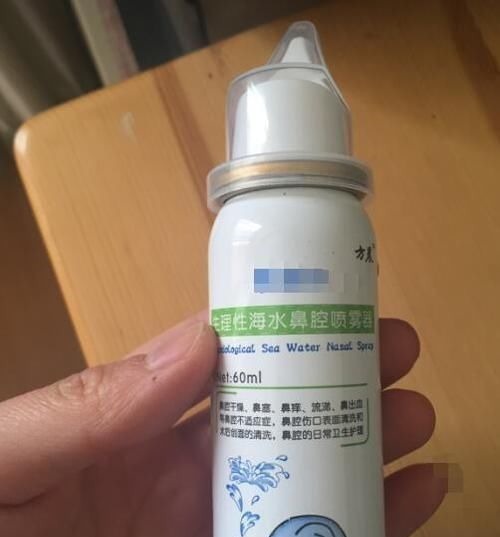 方晨
生理性海水鼻腔喷雾器
Sea Water Nasal Spray
Net:60ml
鼻腔干燥、鼻塞、鼻痒、流涕、鼻出血
等鼻腔不适应症，鼻腔伤口表面清洗和
术后创面的清洗，鼻腔的日常卫生护理